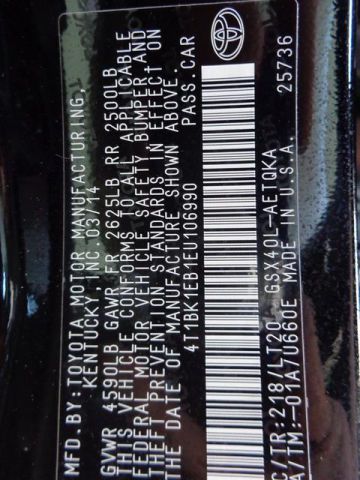 MFD.BY:TOYOTA MOTOR MANUFACTURING,
KENTUCKY, INC 03/14
GVWR 4590LB GAWR FR 2625LB RR 2500LB
THIS VEHICLE CONFORMS TO ALL APPLICABLE
FEDERAL MOTOR VEHICLE SAFETY, BUMPER, AND
THEFT PREVENTION STANDARDS IN EFFECT ON
THE DATE OF MANUFACTURE SHOWN ABOVE.
4T1BK1EB1EU106990 PASS.CAR
C/TR:218/LT20 GSX40L-AETQKA
A/TM:-01A/U660E MADE IN U.S.A. 25736